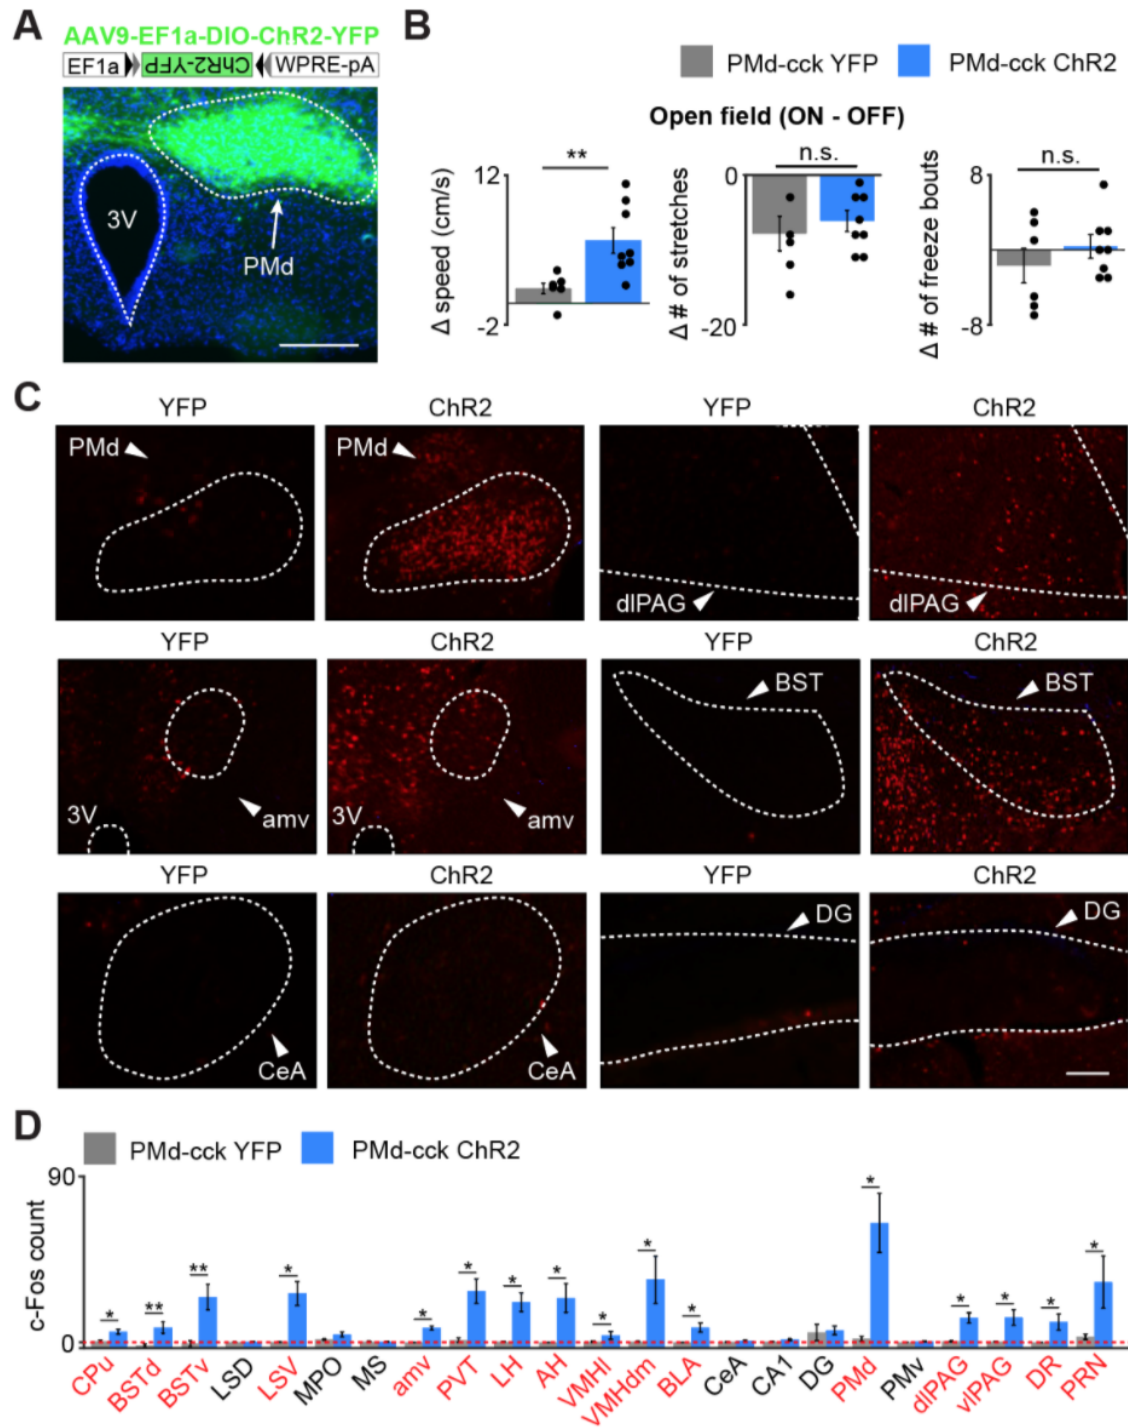 A
AAV9-EF1a-DIO-ChR2-YFP
EF1a ChR2-YFP WPRE-pA
3V
PMd
B
PMd-cck YFP PMd-cck ChR2
Open field (ON - OFF)
** n.s. n.s.
12 0 8
Δ speed (cm/s) Δ # of stretches Δ # of freeze bouts
-2 -20 -8
C
YFP ChR2 YFP ChR2
PMd PMd dlPAG dlPAG
YFP ChR2 YFP ChR2
3V amv 3V amv BST BST
YFP ChR2 YFP ChR2
CeA CeA DG DG
D
PMd-cck YFP PMd-cck ChR2
90
c-Fos count
0
* ** ** * * * * * * * * * * * * *
CPu BSTd BSTv LSD LSV MPO MS amv PVT LH AH VMHl VMHdm BLA CeA CA1 DG PMd PMv dlPAG vlPAG DR PRN